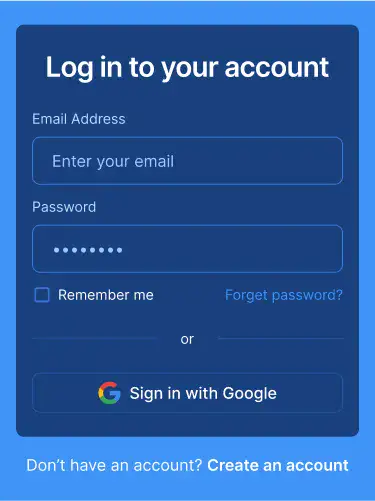 Log in to your account
Email Address
Enter your email
Password
Remember me
Forget password?
or
Sign in with Google
Don't have an account? Create an account